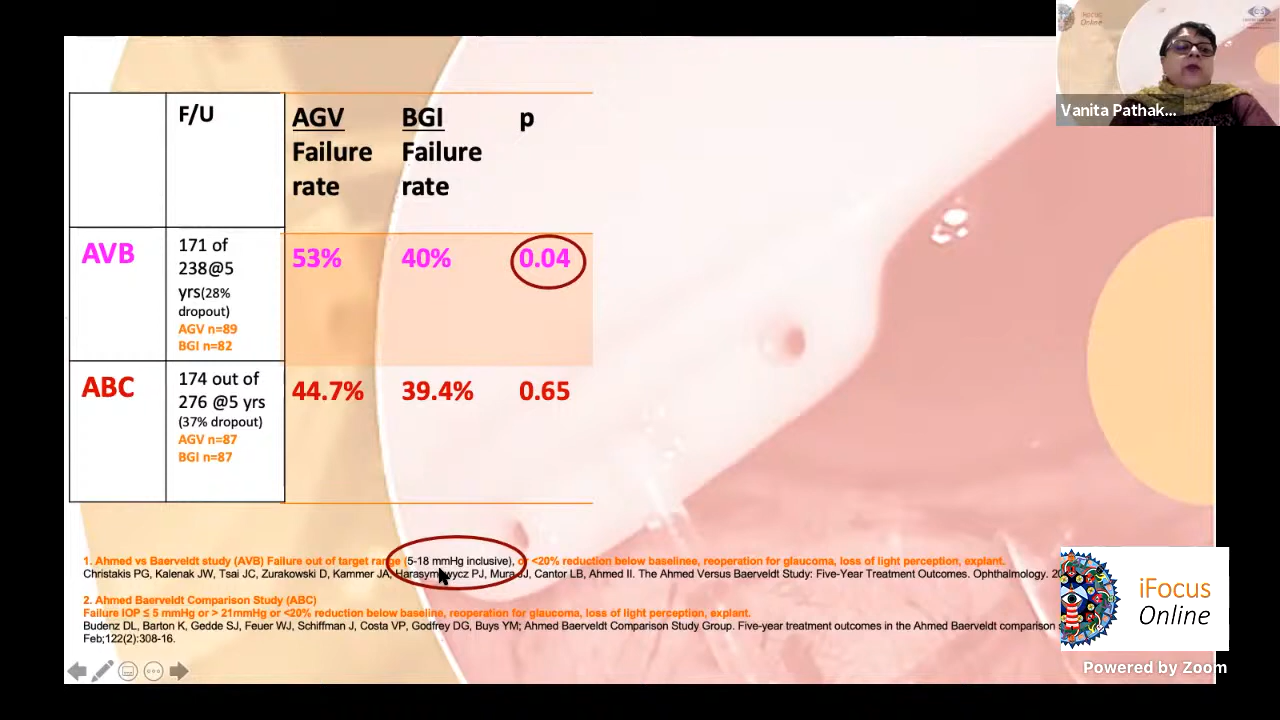 F/U
AGV
Failure
rate
BGI
Failure
rate
p
AVB
171 of
238@5
yrs(28%
dropout)
AGV n=89
BGI n=82
53%
40%
0.04
ABC
174 out of
276 @5 yrs
(37% dropout)
AGV n=87
BGI n=87
44.7%
39.4%
0.65
1. Ahmed vs Baerveldt study (AVB) Failure out of target range (5-18 mmHg inclusive), or <20% reduction below baselinee, reoperation for glaucoma, loss of light perception, explant.
Christakis PG, Kalenak JW, Tsai JC, Zurakowski D, Kammer JA, Harasymowycz PJ, Mura JJ, Cantor LB, Ahmed II. The Ahmed Versus Baerveldt Study: Five-Year Treatment Outcomes. Ophthalmology. 20
2. Ahmed Baerveldt Comparison Study (ABC)
Failure IOP ≤ 5 mmHg or > 21mmHg or <20% reduction below baseline, reoperation for glaucoma, loss of light perception, explant.
Budenz DL, Barton K, Gedde SJ, Feuer WJ, Schiffman J, Costa VP, Godfrey DG, Buys YM; Ahmed Baerveldt Comparison Study Group. Five-year treatment outcomes in the Ahmed Baerveldt comparison
Feb;122(2):308-16.
iFocus
Online
Vanita Pathak...
iFocus
Online
Powered by Zoom